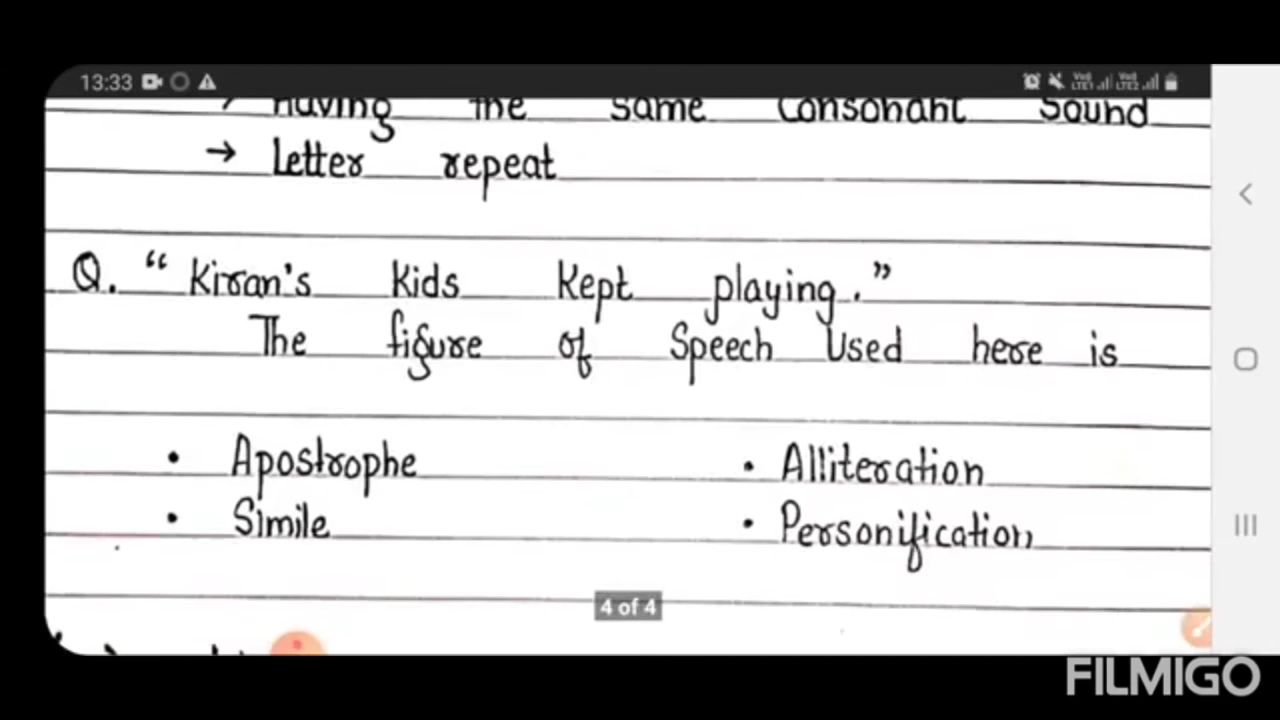 13:33
Having the same Consonant Sound
→ Letter repeat
Q. “ Kiran's Kids Kept playing.”
The figure of Speech Used here is
• Apostrophe • Alliteration
• Simile • Personification
4 of 4
FILMIGO